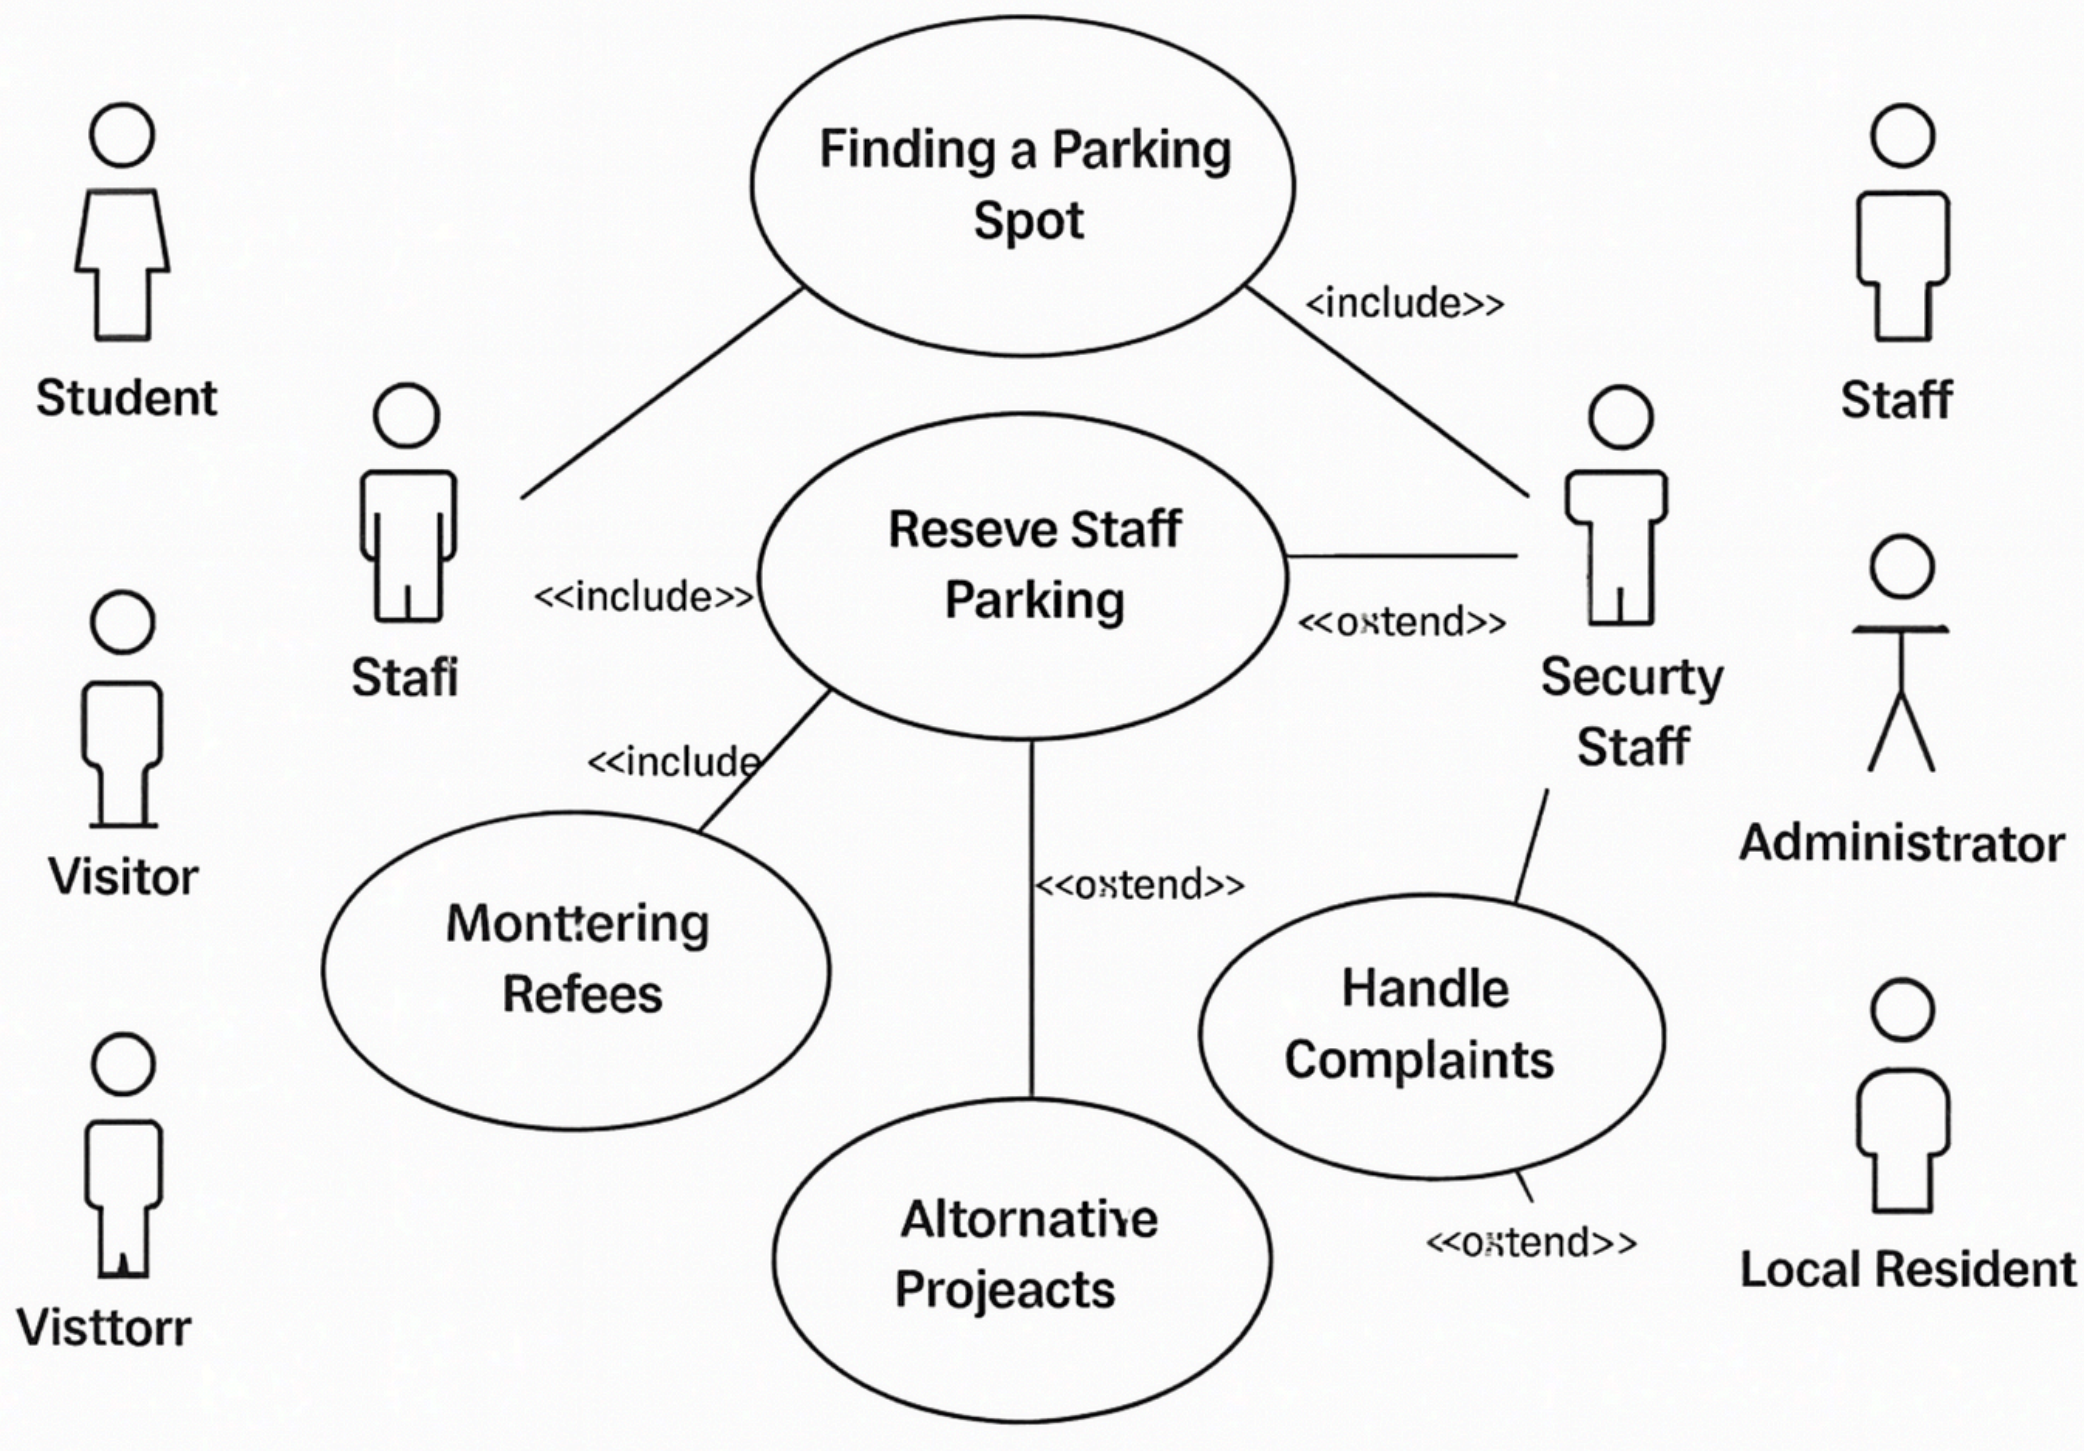 Finding a Parking
Spot
<include>>
Student
Staff
Stafi
<<include>>
Reseve Staff
Parking
<<oxtend>>
Securty
Staff
Visitor
<<include
Administrator
Monttering
Refees
<<oxtend>>
Handle
Complaints
Visttorr
Altornative
Projeacts
<<oxtend>>
Local Resident